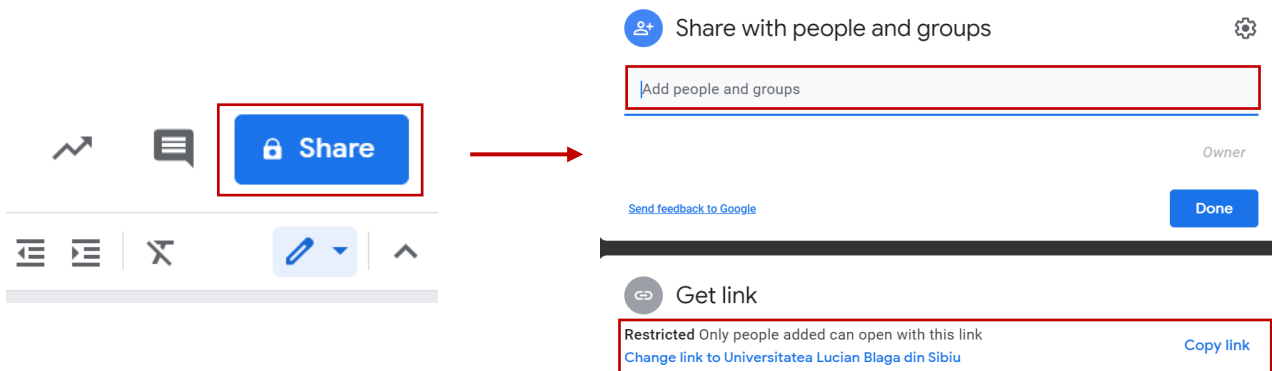 Share
Share with people and groups
Add people and groups
Owner
Send feedback to Google
Done
Get link
Restricted Only people added can open with this link
Copy link
Change link to Universitatea Lucian Blaga din Sibiu